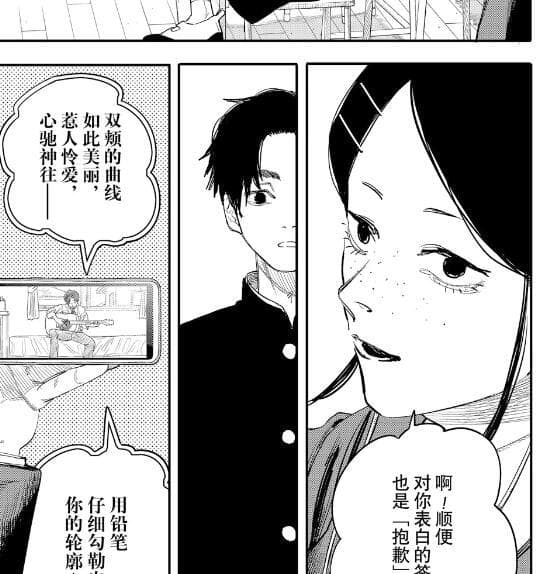 啊！顺便
对你表白的答
也是「抱歉」
双颊的曲线
如此美丽，
惹人怜爱，
心驰神往——
用铅笔
仔细勾勒出
你的轮廓